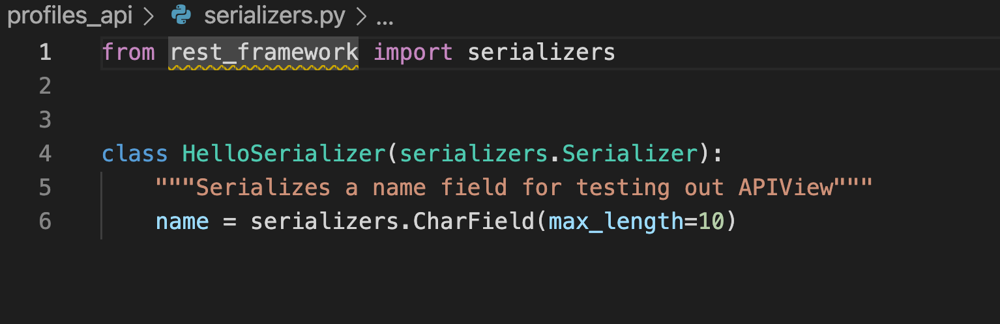 profiles_api > serializers.py > ...
1 from rest_framework import serializers
2
3
4 class HelloSerializer(serializers.Serializer):
5     """Serializes a name field for testing out APIView"""
6     name = serializers.CharField(max_length=10)